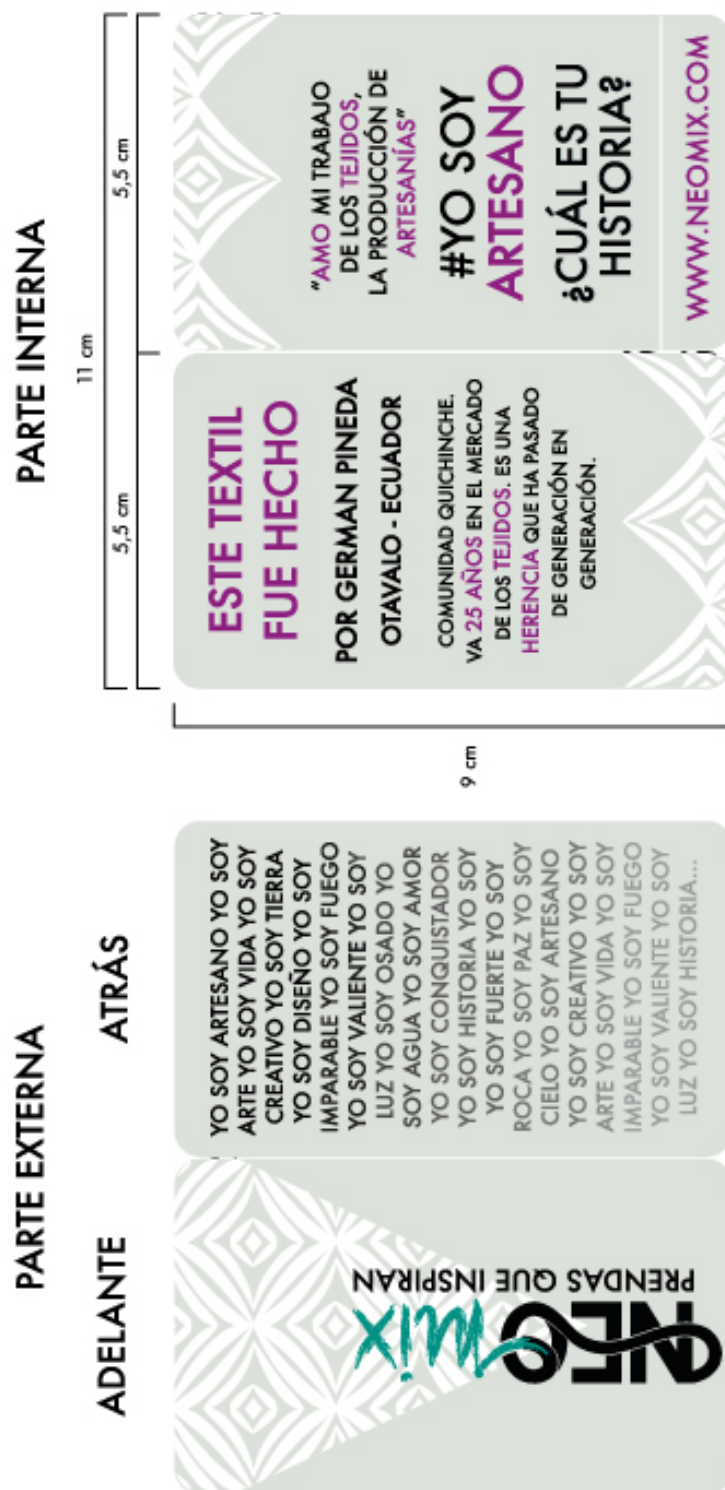 PARTE EXTERNA
ADELANTE
NEO
mix
PRENDAS QUE INSPIRAN
ATRÁS
YO SOY ARTESANO YO SOY
ARTE YO SOY VIDA YO SOY
CREATIVO YO SOY TIERRA
YO SOY DISEÑO YO SOY
IMPARABLE YO SOY FUEGO
YO SOY VALIENTE YO SOY
LUZ YO SOY OSADO YO
SOY AGUA YO SOY AMOR
YO SOY CONQUISTADOR
YO SOY HISTORIA YO SOY
YO SOY FUERTE YO SOY
ROCA YO SOY PAZ YO SOY
CIELO YO SOY ARTESANO
YO SOY CREATIVO YO SOY
ARTE YO SOY VIDA YO SOY
IMPARABLE YO SOY FUEGO
YO SOY VALIENTE YO SOY
LUZ YO SOY HISTORIA...
PARTE INTERNA
11 cm
5,5 cm
5,5 cm
9 cm
ESTE TEXTIL
FUE HECHO
POR GERMAN PINEDA
OTAVALO - ECUADOR
COMUNIDAD QUICHINCHE.
VA 25 AÑOS EN EL MERCADO
DE LOS TEJIDOS. ES UNA
HERENCIA QUE HA PASADO
DE GENERACIÓN EN
GENERACIÓN.
"AMO MI TRABAJO
DE LOS TEJIDOS,
LA PRODUCCIÓN DE
ARTESANÍAS"
#YO SOY
ARTESANO
¿CUÁL ES TU
HISTORIA?
WWW.NEOMIX.COM